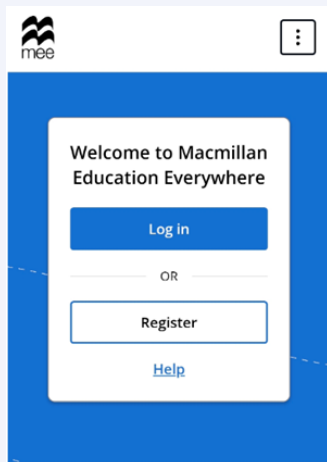 mee
Welcome to Macmillan
Education Everywhere
Log in
OR
Register
Help